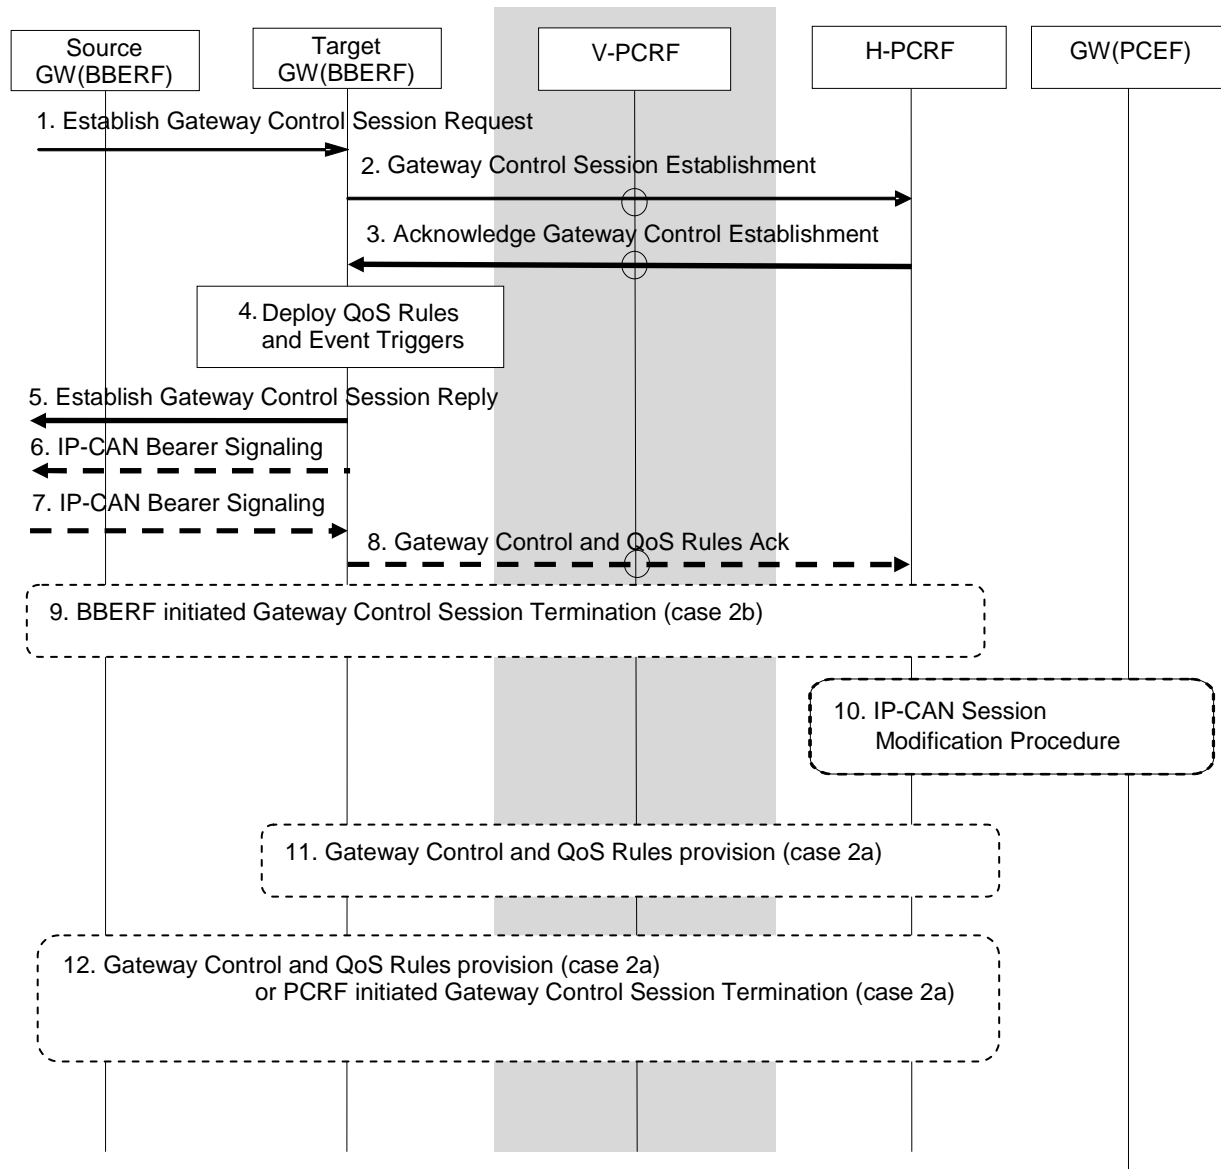 Source
GW(BBERF)
Target
GW(BBERF)
V-PCRF
H-PCRF
GW(PCEF)
1. Establish Gateway Control Session Request
2. Gateway Control Session Establishment
3. Acknowledge Gateway Control Establishment
4. Deploy QoS Rules
and Event Triggers
5. Establish Gateway Control Session Reply
6. IP-CAN Bearer Signaling
7. IP-CAN Bearer Signaling
8. Gateway Control and QoS Rules Ack
9. BBERF initiated Gateway Control Session Termination (case 2b)
10. IP-CAN Session
Modification Procedure
11. Gateway Control and QoS Rules provision (case 2a)
12. Gateway Control and QoS Rules provision (case 2a)
or PCRF initiated Gateway Control Session Termination (case 2a)